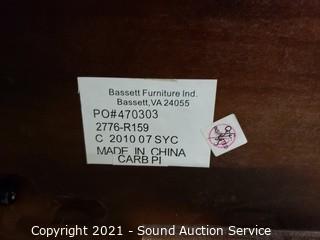 Bassett Furniture Ind.
Bassett, VA 24055
PO#470303
2776-R159
C 2010 07 SYC
MADE IN CHINA
CARB PI
Copyright 2021 - Sound Auction Service